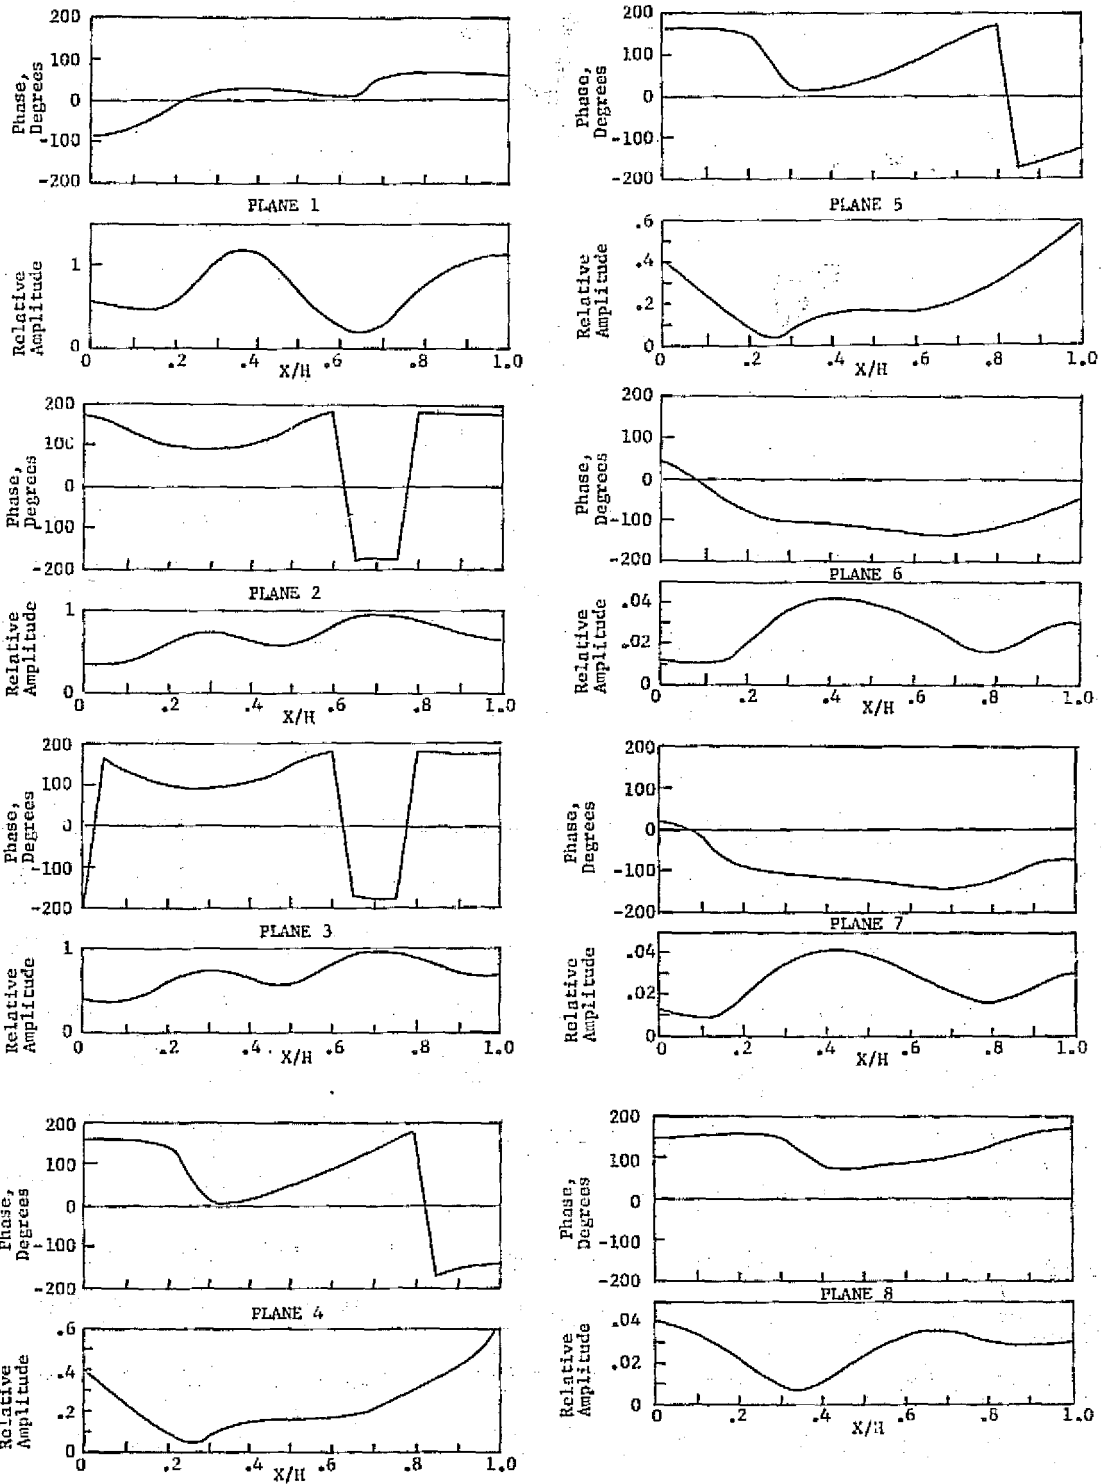 200
100
0
-100
-200
Phase,
Degrees
PLANE 1
1
0
Relative
Amplitude
0 .2 .4 .6 .8 1.0
X/H
200
100
0
-100
-200
Phase,
Degrees
PLANE 2
1
0
Relative
Amplitude
0 .2 .4 .6 .8 1.0
X/H
200
100
0
-100
-200
Phase,
Degrees
PLANE 3
1
0
Relative
Amplitude
0 .2 .4 .6 .8 1.0
X/H
200
100
0
-100
-200
Phase,
Degrees
PLANE 4
.6
.4
.2
0
Relative
Amplitude
0 .2 .4 .6 .8 1.0
X/H
200
100
0
-100
-200
Phase,
Degrees
PLANE 5
.6
.4
.2
0
Relative
Amplitude
0 .2 .4 .6 .8 1.0
X/H
200
100
0
-100
-200
Phase,
Degrees
PLANE 6
.04
.02
0
Relative
Amplitude
0 .2 .4 .6 .8 1.0
X/H
200
100
0
-100
-200
Phase,
Degrees
PLANE 7
.04
.02
0
Relative
Amplitude
0 .2 .4 .6 .8 1.0
X/H
200
100
0
-100
-200
Phase,
Degrees
PLANE 8
.04
.02
0
Relative
Amplitude
0 .2 .4 .6 .8 1.0
X/H